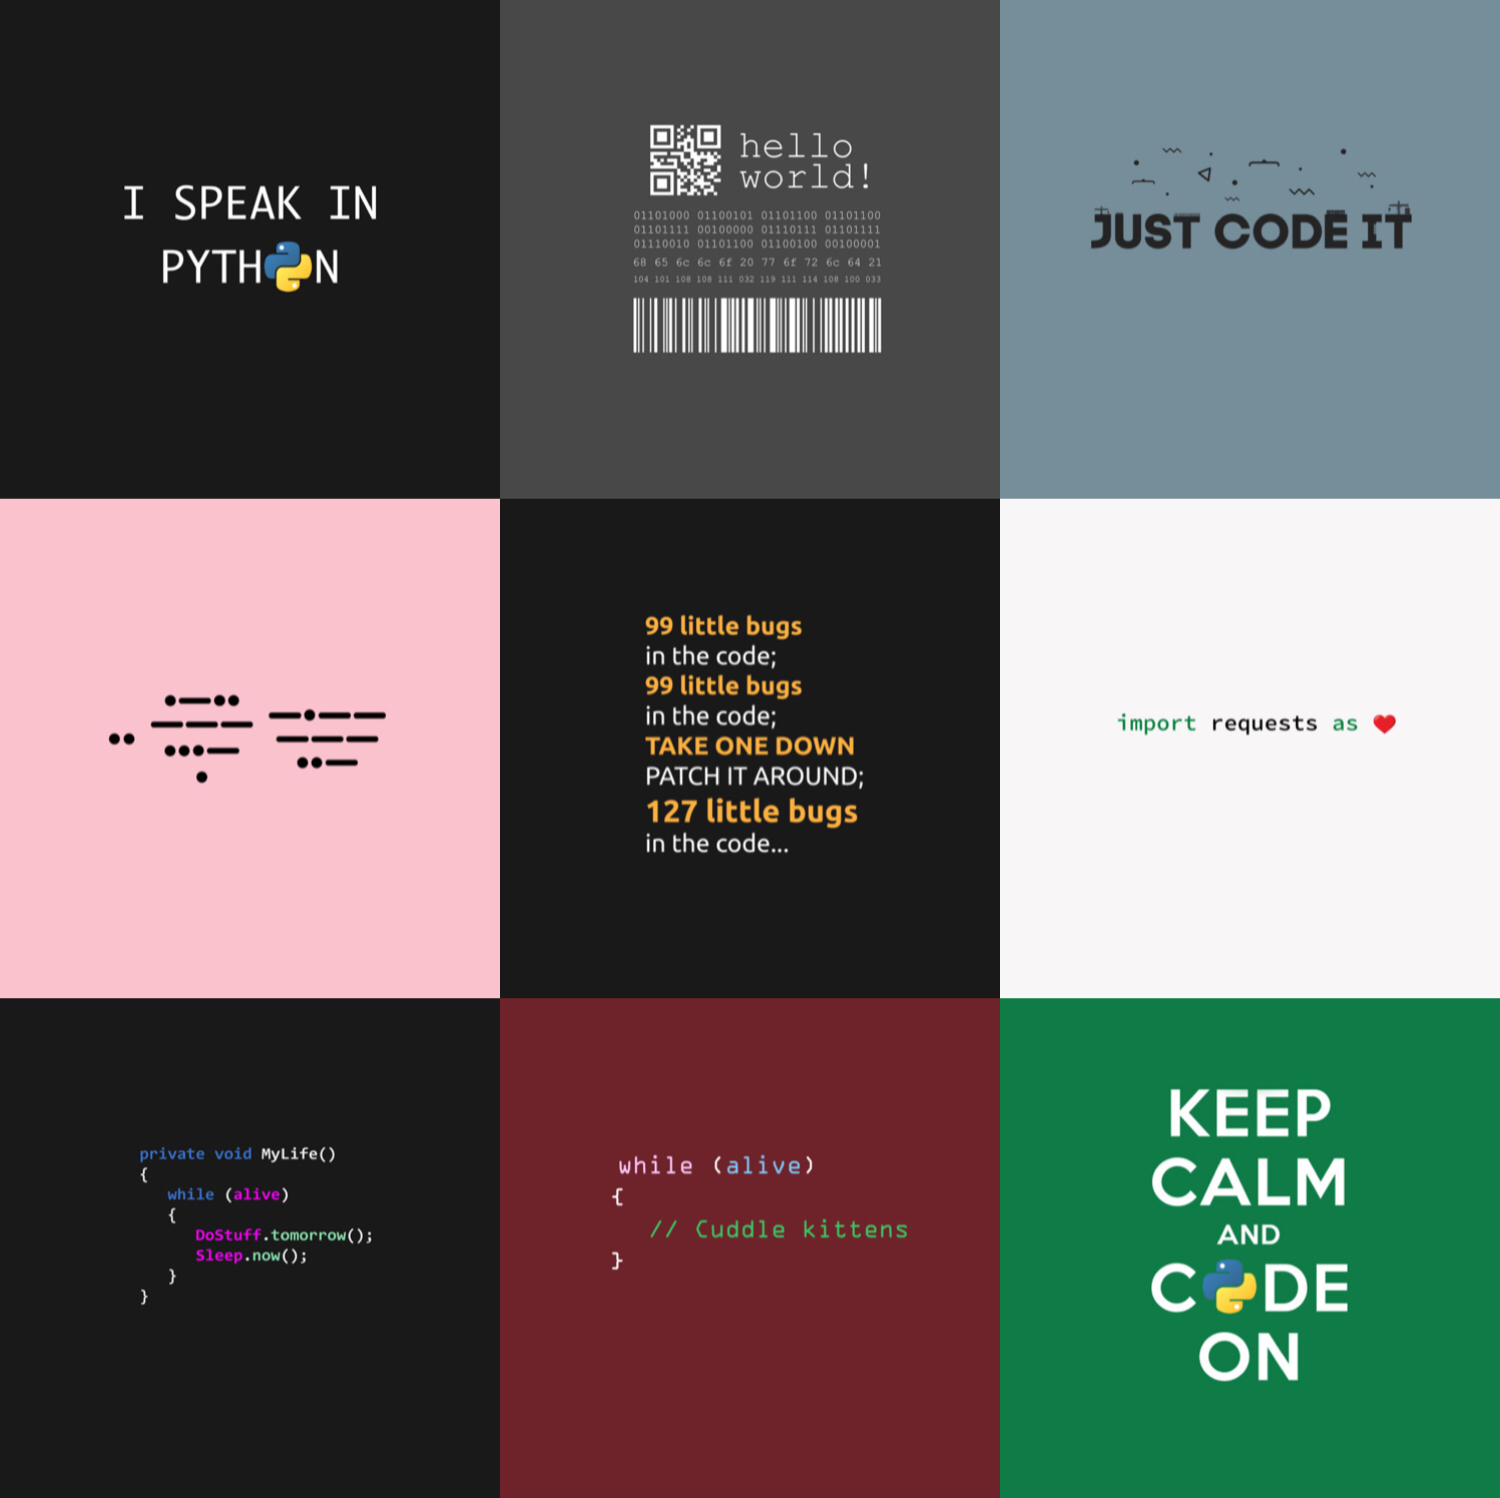 I SPEAK IN
PYTHON
hello
world!
01101000 01100101 01101100 01101100
01101111 00100000 01110111 01101111
01110010 01101100 01100100 00100001
68 65 6c 6c 6f 20 77 6f 72 6c 64 21
104 101 108 108 111 032 119 111 114 108 100 033
JUST CODE IT
••
•—••
———
•••—
•
—•——
———
••—
99 little bugs
in the code;
99 little bugs
in the code;
TAKE ONE DOWN
PATCH IT AROUND;
127 little bugs
in the code...
import requests as ❤
private void MyLife()
{
while (alive)
{
DoStuff.tomorrow();
Sleep.now();
}
}
while (alive)
{
// Cuddle kittens
}
KEEP
CALM
AND
CODE
ON